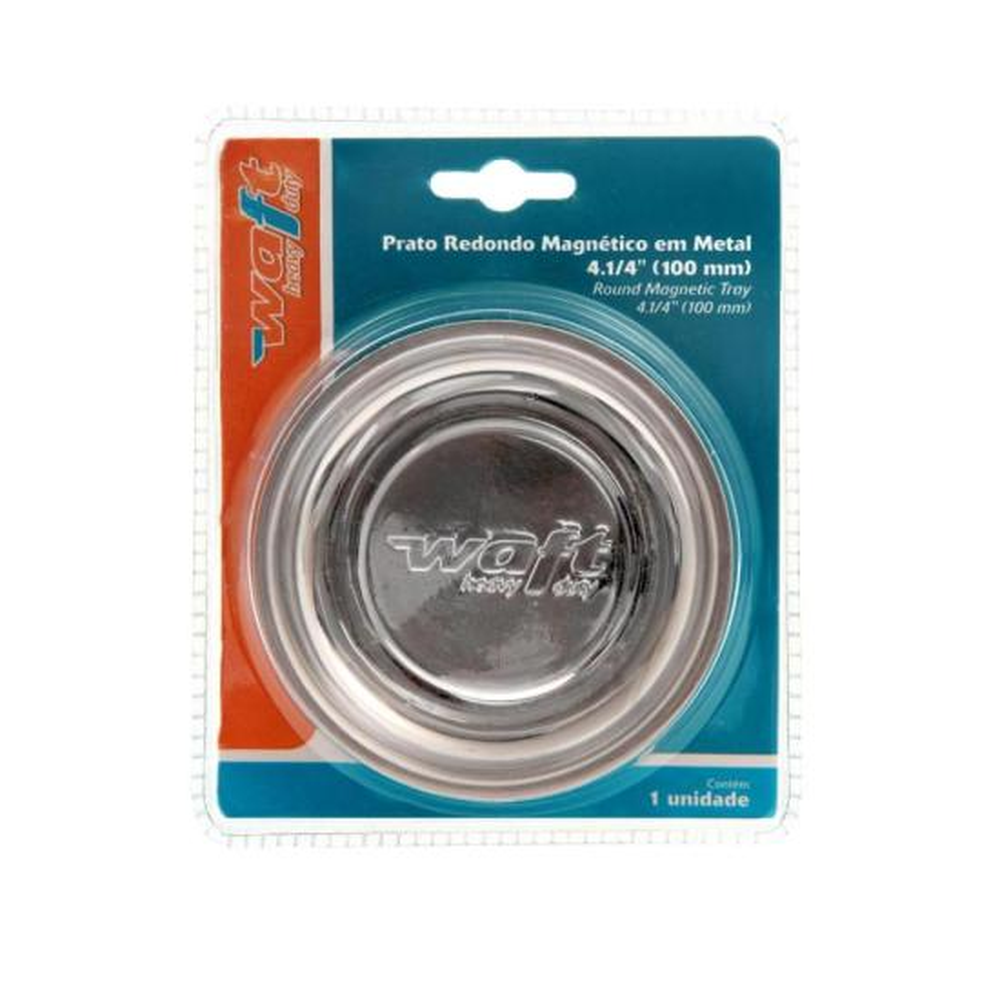 waft
heavy duty
Prato Redondo Magnético em Metal
4.1/4" (100 mm)
Round Magnetic Tray
4.1/4" (100 mm)
waft
heavy duty
Contém
1 unidade